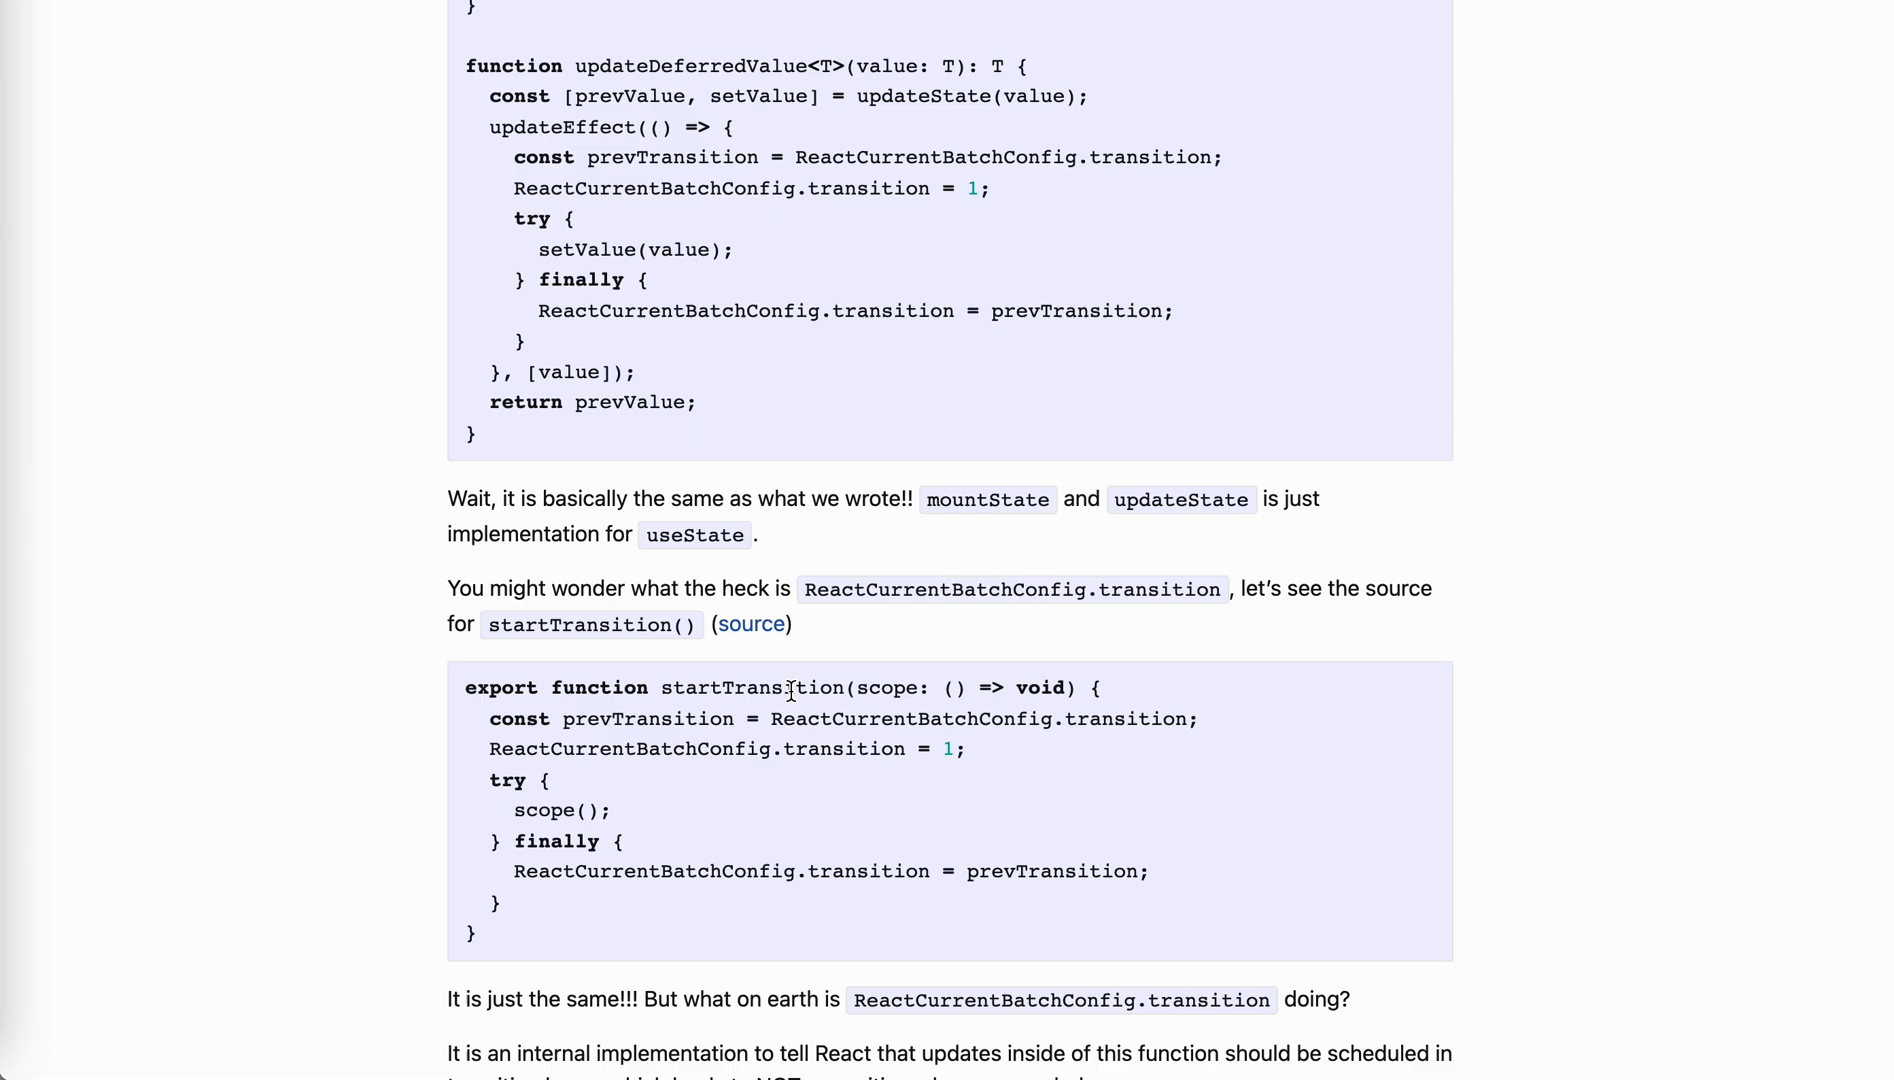 }
function updateDeferredValue<T>(value: T): T {
const [prevValue, setValue] = updateState(value);
updateEffect(() => {
const prevTransition = ReactCurrentBatchConfig.transition;
ReactCurrentBatchConfig.transition = 1;
try {
setValue(value);
} finally {
ReactCurrentBatchConfig.transition = prevTransition;
}
}, [value]);
return prevValue;
}
Wait, it is basically the same as what we wrote!! mountState and updateState is just
implementation for useState.
You might wonder what the heck is ReactCurrentBatchConfig.transition, let’s see the source
for startTransition() (source)
export function startTransition(scope: () => void) {
const prevTransition = ReactCurrentBatchConfig.transition;
ReactCurrentBatchConfig.transition = 1;
try {
scope();
} finally {
ReactCurrentBatchConfig.transition = prevTransition;
}
}
It is just the same!!! But what on earth is ReactCurrentBatchConfig.transition doing?
It is an internal implementation to tell React that updates inside of this function should be scheduled in